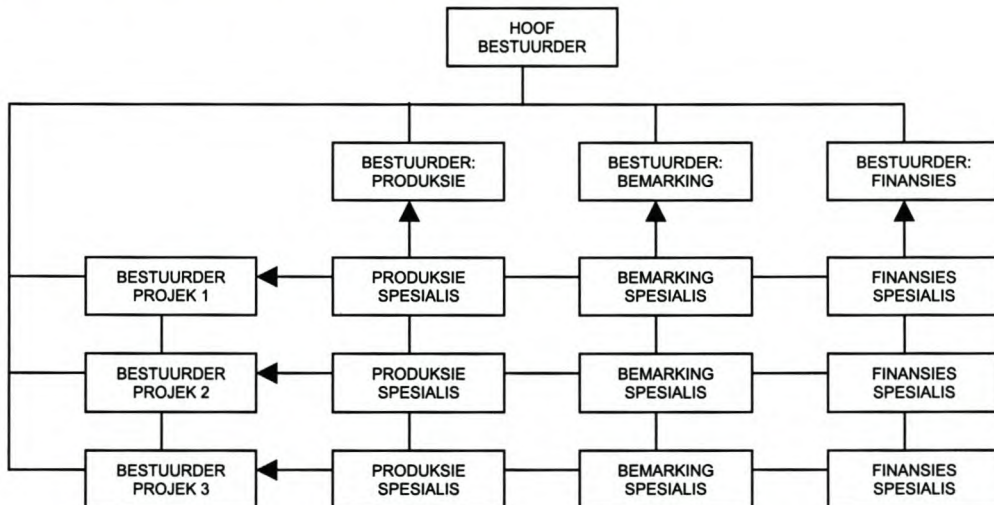 HOOF
BESTUURDER
BESTUURDER:
PRODUKSIE
BESTUURDER:
BEMARKING
BESTUURDER:
FINANSIES
BESTUURDER
PROJEK 1
PRODUKSIE
SPESIALIS
BEMARKING
SPESIALIS
FINANSIES
SPESIALIS
BESTUURDER
PROJEK 2
PRODUKSIE
SPESIALIS
BEMARKING
SPESIALIS
FINANSIES
SPESIALIS
BESTUURDER
PROJEK 3
PRODUKSIE
SPESIALIS
BEMARKING
SPESIALIS
FINANSIES
SPESIALIS